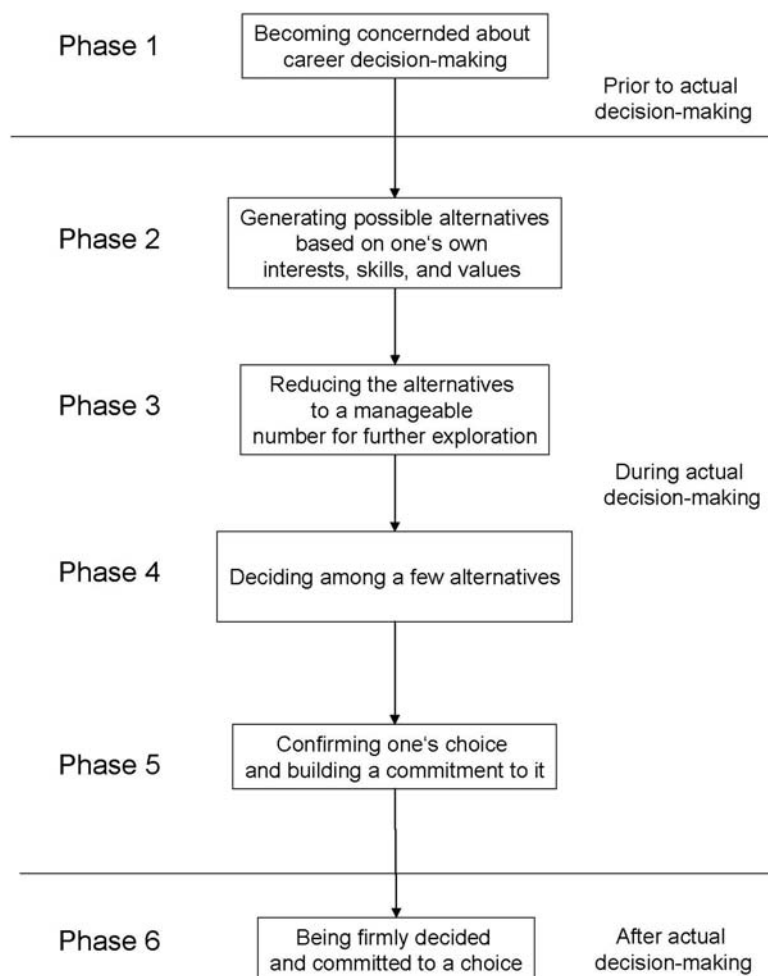 Phase 1
Becoming concernded about
career decision-making
Prior to actual
decision-making
Phase 2
Generating possible alternatives
based on one‘s own
interests, skills, and values
Phase 3
Reducing the alternatives
to a manageable
number for further exploration
During actual
decision-making
Phase 4
Deciding among a few alternatives
Phase 5
Confirming one‘s choice
and building a commitment to it
Phase 6
Being firmly decided
and committed to a choice
After actual
decision-making